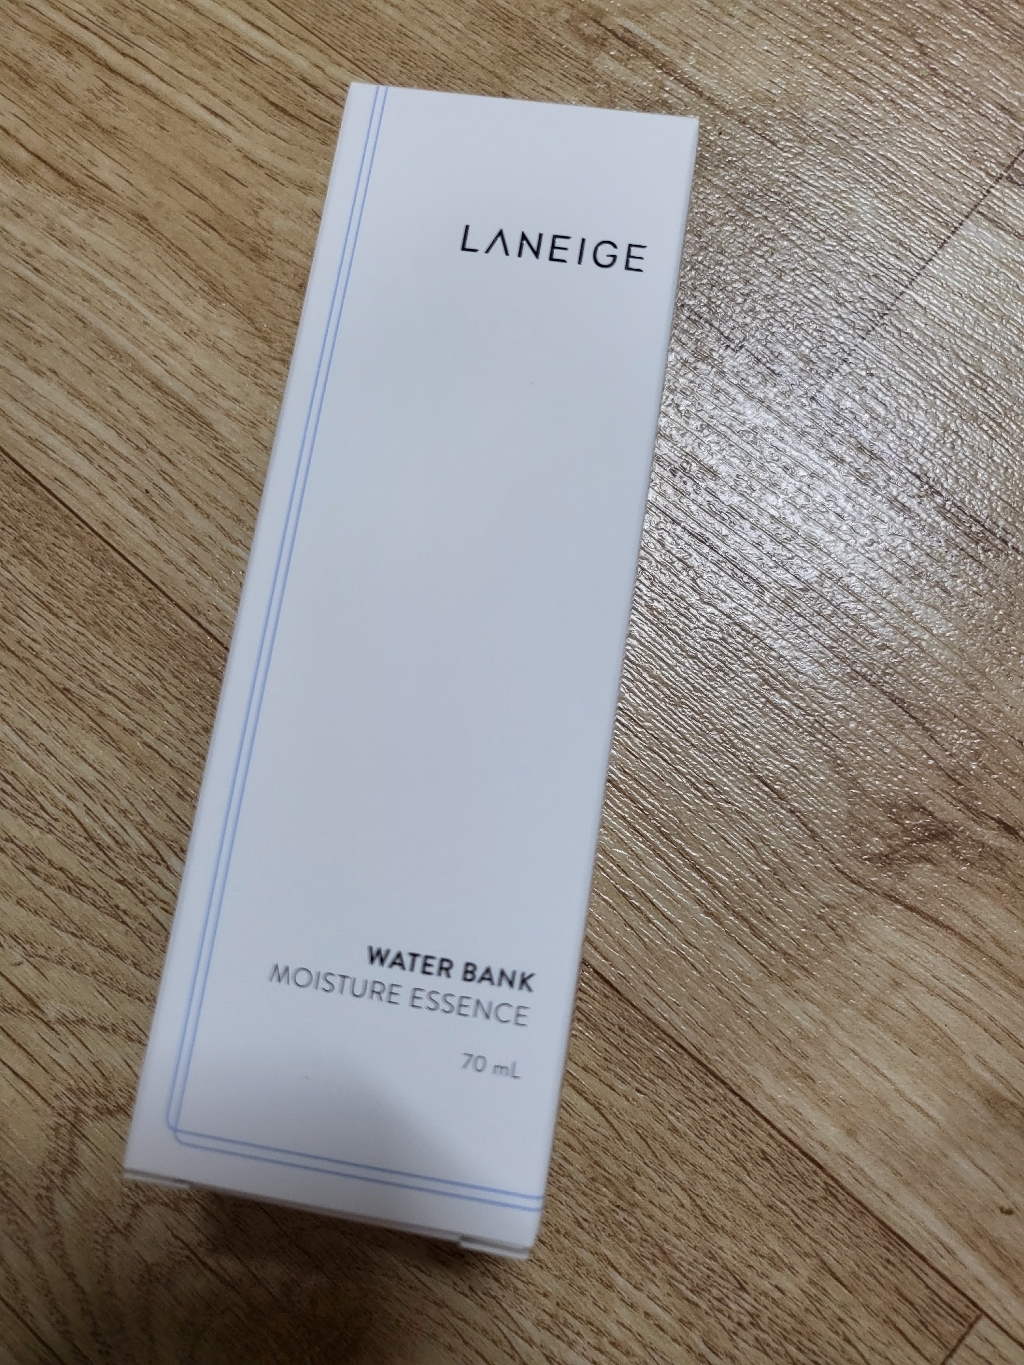 LANEIGE
WATER BANK
MOISTURE ESSENCE
70 mL